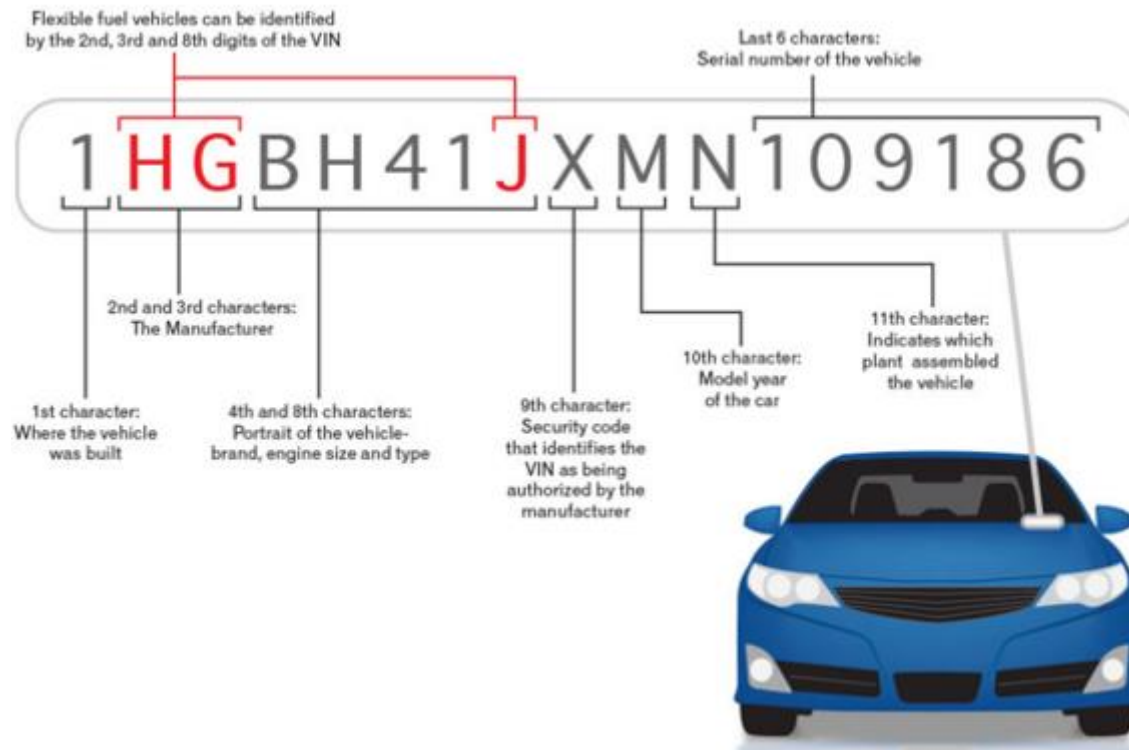 Flexible fuel vehicles can be identified
by the 2nd, 3rd and 8th digits of the VIN
Last 6 characters:
Serial number of the vehicle
1HGBH41JXMN109186
2nd and 3rd characters:
The Manufacturer
11th character:
Indicates which
plant assembled
the vehicle
10th character:
Model year
of the car
1st character:
Where the vehicle
was built
4th and 8th characters:
Portrait of the vehicle-
brand, engine size and type
9th character:
Security code
that identifies the
VIN as being
authorized by the
manufacturer